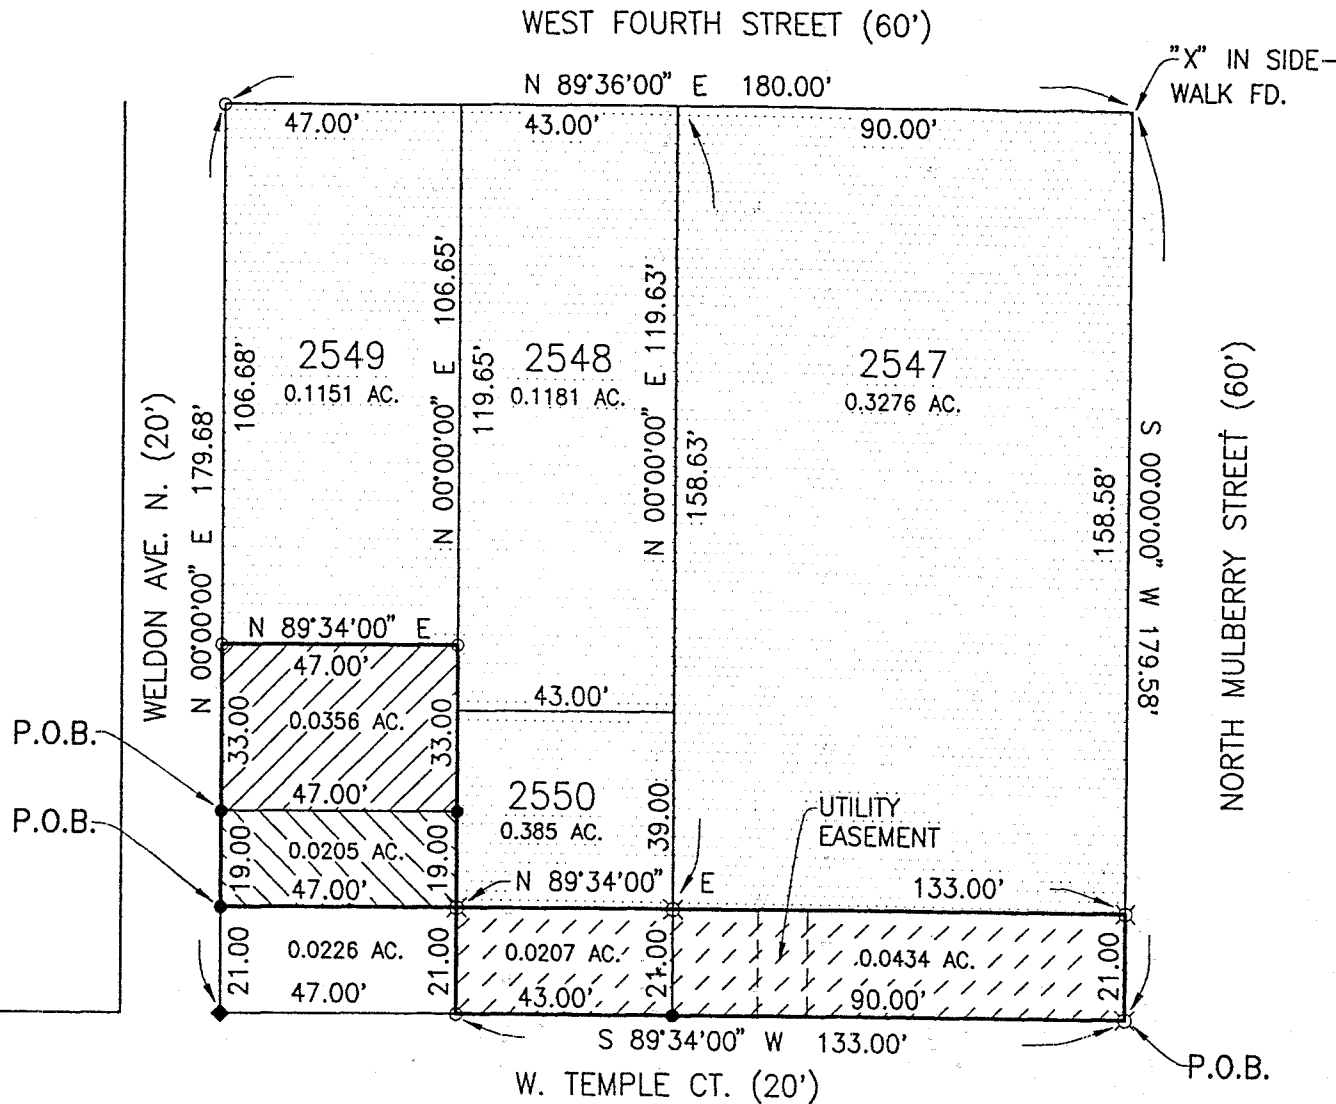 WEST FOURTH STREET (60')
"X" IN SIDE-
WALK FD.
N 89°36'00" E 180.00'
47.00'
43.00'
90.00'
WELDON AVE. N. (20')
N 00°00'00" E 179.68'
106.68'
2549
0.1151 AC.
N 00°00'00" E 106.65'
119.65'
2548
0.1181 AC.
N 00°00'00" E 119.63'
158.63'
2547
0.3276 AC.
158.58'
S 00°00'00" W 179.58'
NORTH MULBERRY STREET (60')
N 89°34'00" E
47.00'
33.00
0.0356 AC.
33.00
47.00'
43.00'
P.O.B.
P.O.B.
19.00
0.0205 AC.
19.00
47.00'
2550
0.385 AC.
39.00
UTILITY
EASEMENT
N 89°34'00" E
133.00'
21.00
0.0226 AC.
21.00
47.00'
0.0207 AC.
21.00
43.00'
0.0434 AC.
21.00
90.00'
S 89°34'00" W 133.00'
P.O.B.
W. TEMPLE CT. (20')